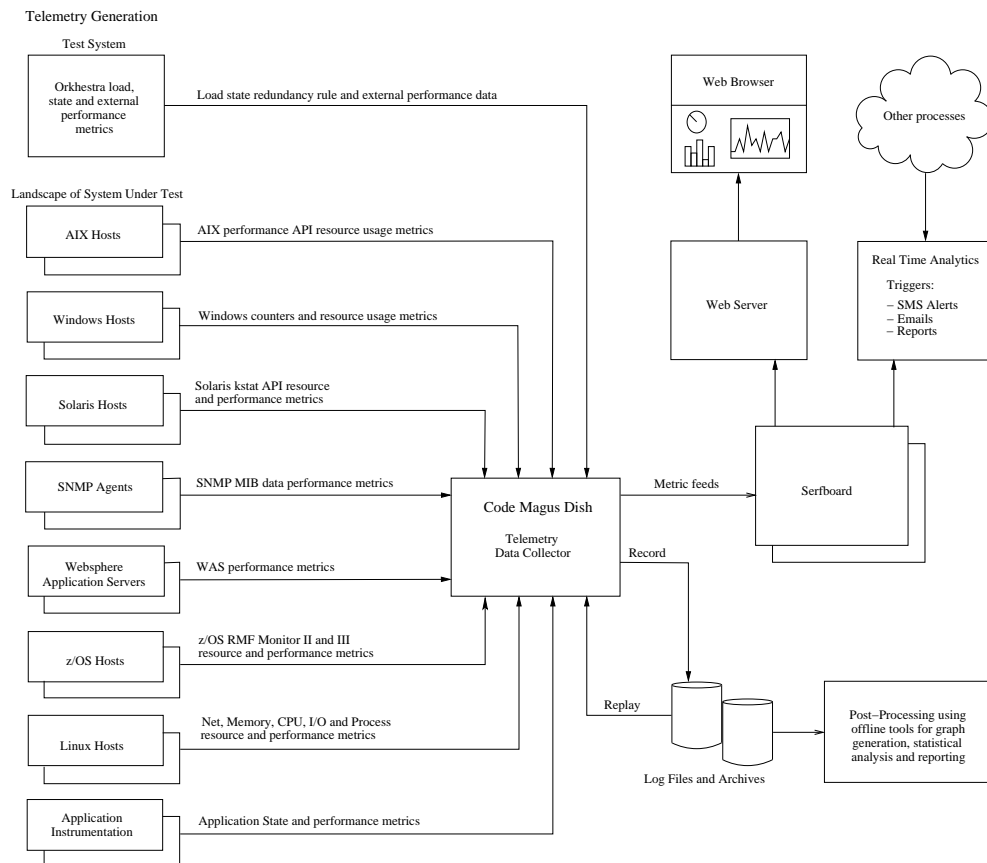 Telemetry Generation
Test System
Orkhestra load,
state and external
performance
metrics
Load state redundancy rule and external performance data
Web Browser
Other processes
Landscape of System Under Test
AIX Hosts
AIX performance API resource usage metrics
Windows Hosts
Windows counters and resource usage metrics
Web Server
Real Time Analytics
Triggers:
– SMS Alerts
– Emails
– Reports
Solaris Hosts
Solaris kstat API resource
and performance metrics
SNMP Agents
SNMP MIB data performance metrics
Code Magus Dish
Telemetry
Data Collector
Metric feeds
Serfboard
Websphere
Application Servers
WAS performance metrics
Record
z/OS Hosts
z/OS RMF Monitor II and III
resource and performance metrics
Replay
Linux Hosts
Net, Memory, CPU, I/O and Process
resource and performance metrics
Log Files and Archives
Post–Processing using
offline tools for graph
generation, statistical
analysis and reporting
Application
Instrumentation
Application State and performance metrics